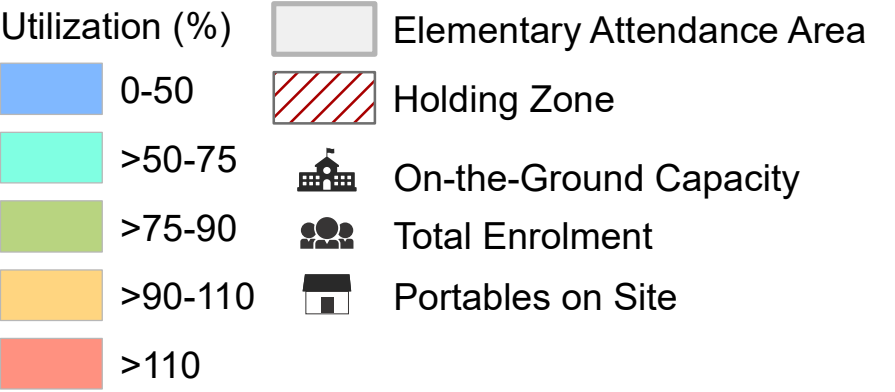 Utilization (%)
0-50
>50-75
>75-90
>90-110
>110
Elementary Attendance Area
Holding Zone
On-the-Ground Capacity
Total Enrolment
Portables on Site